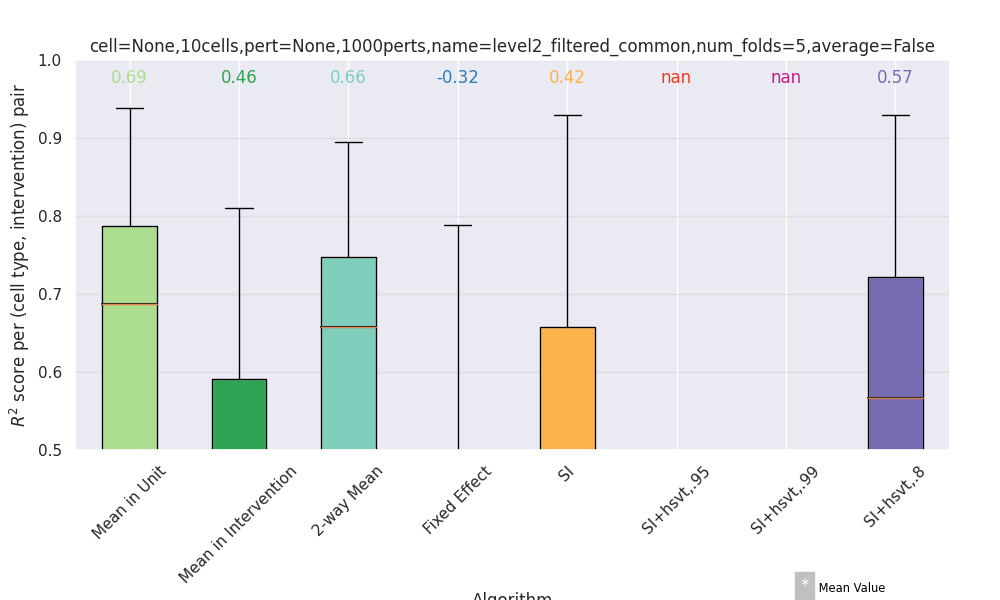 cell=None,10cells,pert=None,1000perts,name=level2_filtered_common,num_folds=5,average=False
1.0
0.69 0.46 0.66 -0.32 0.42 nan nan 0.57
0.9
0.8
0.7
0.6
0.5
R² score per (cell type, intervention) pair
Mean in Unit
Mean in Intervention
2-way Mean
Fixed Effect
SI
SI+hsvt,.95
SI+hsvt,.99
SI+hsvt,.8
Algorithm
* Mean Value